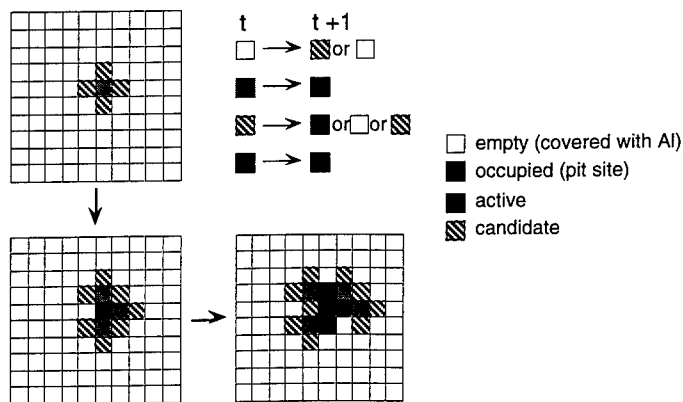 t t +1
or
or or
empty (covered with Al)
occupied (pit site)
active
candidate